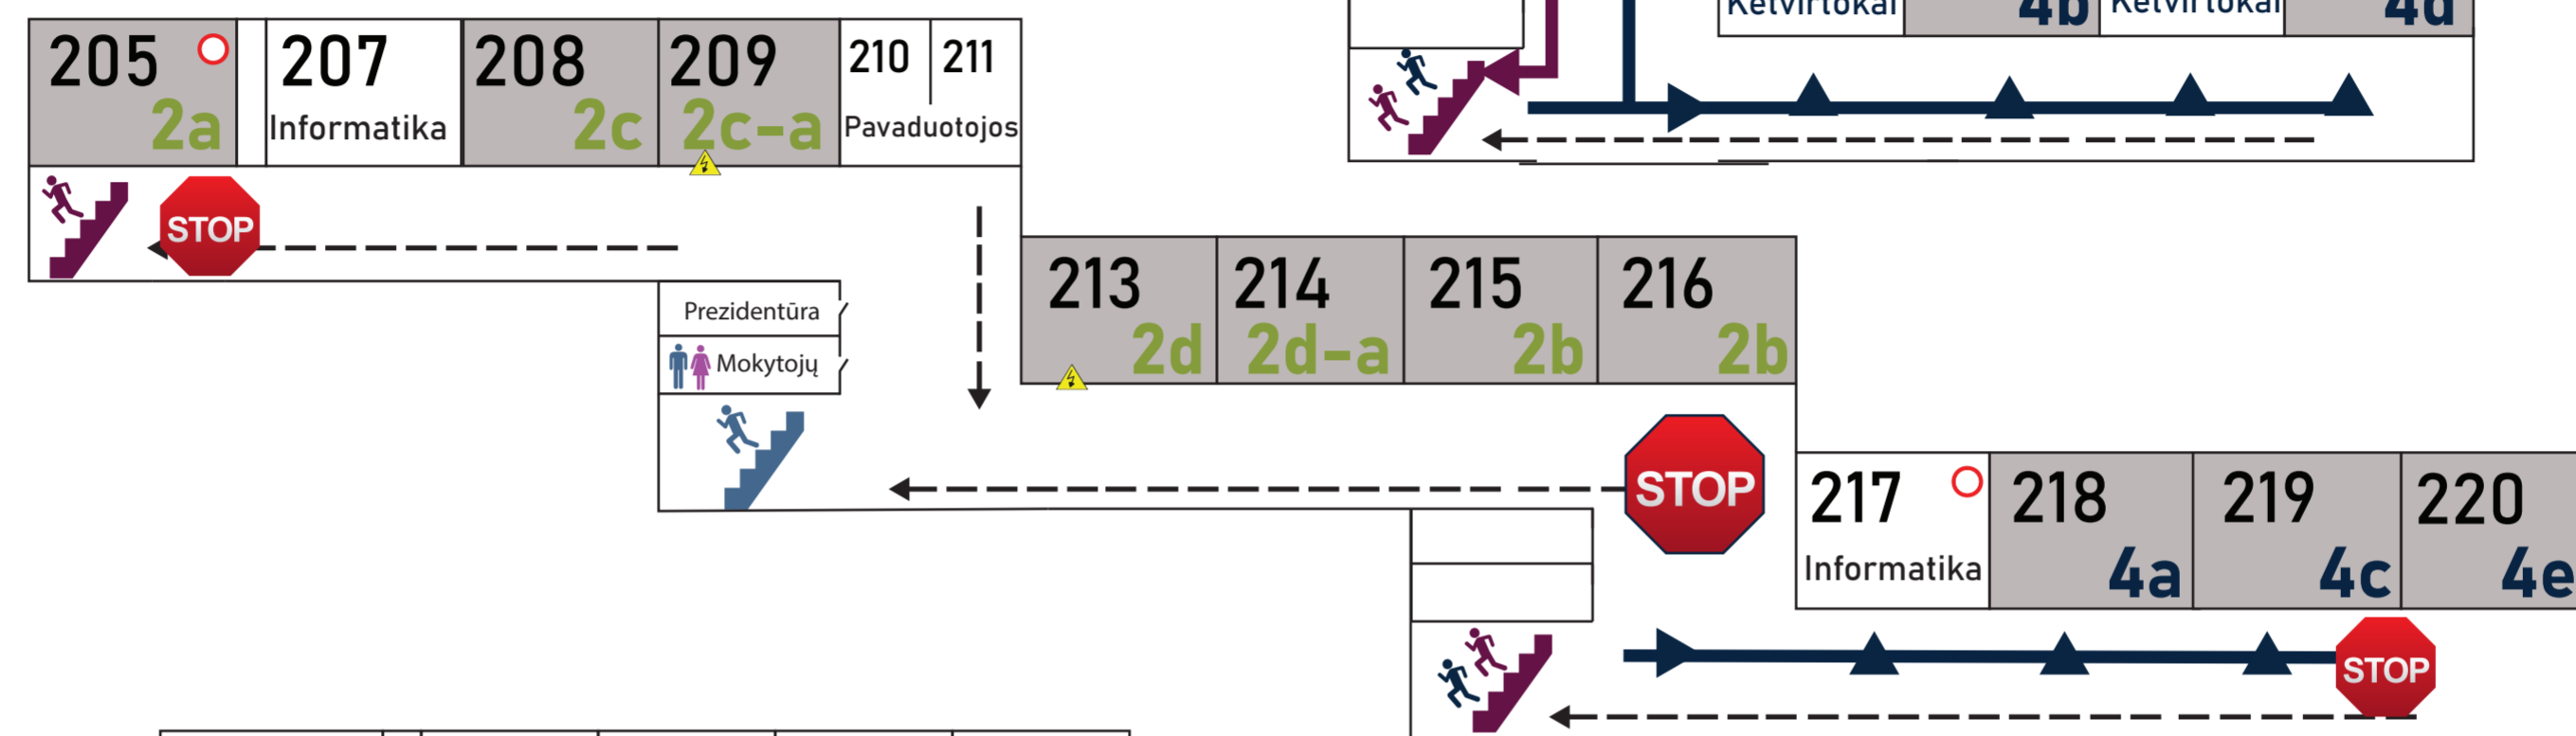 Ketvirtokai 4b Ketvirtokai 4d
205 207 208 209 210 211
2a Informatika 2c 2c-a Pavaduotojos
STOP
213 214 215 216
2d 2d-a 2b 2b
Prezidentūra
Mokytojų
STOP
217 218 219 220
Informatika 4a 4c 4e
STOP